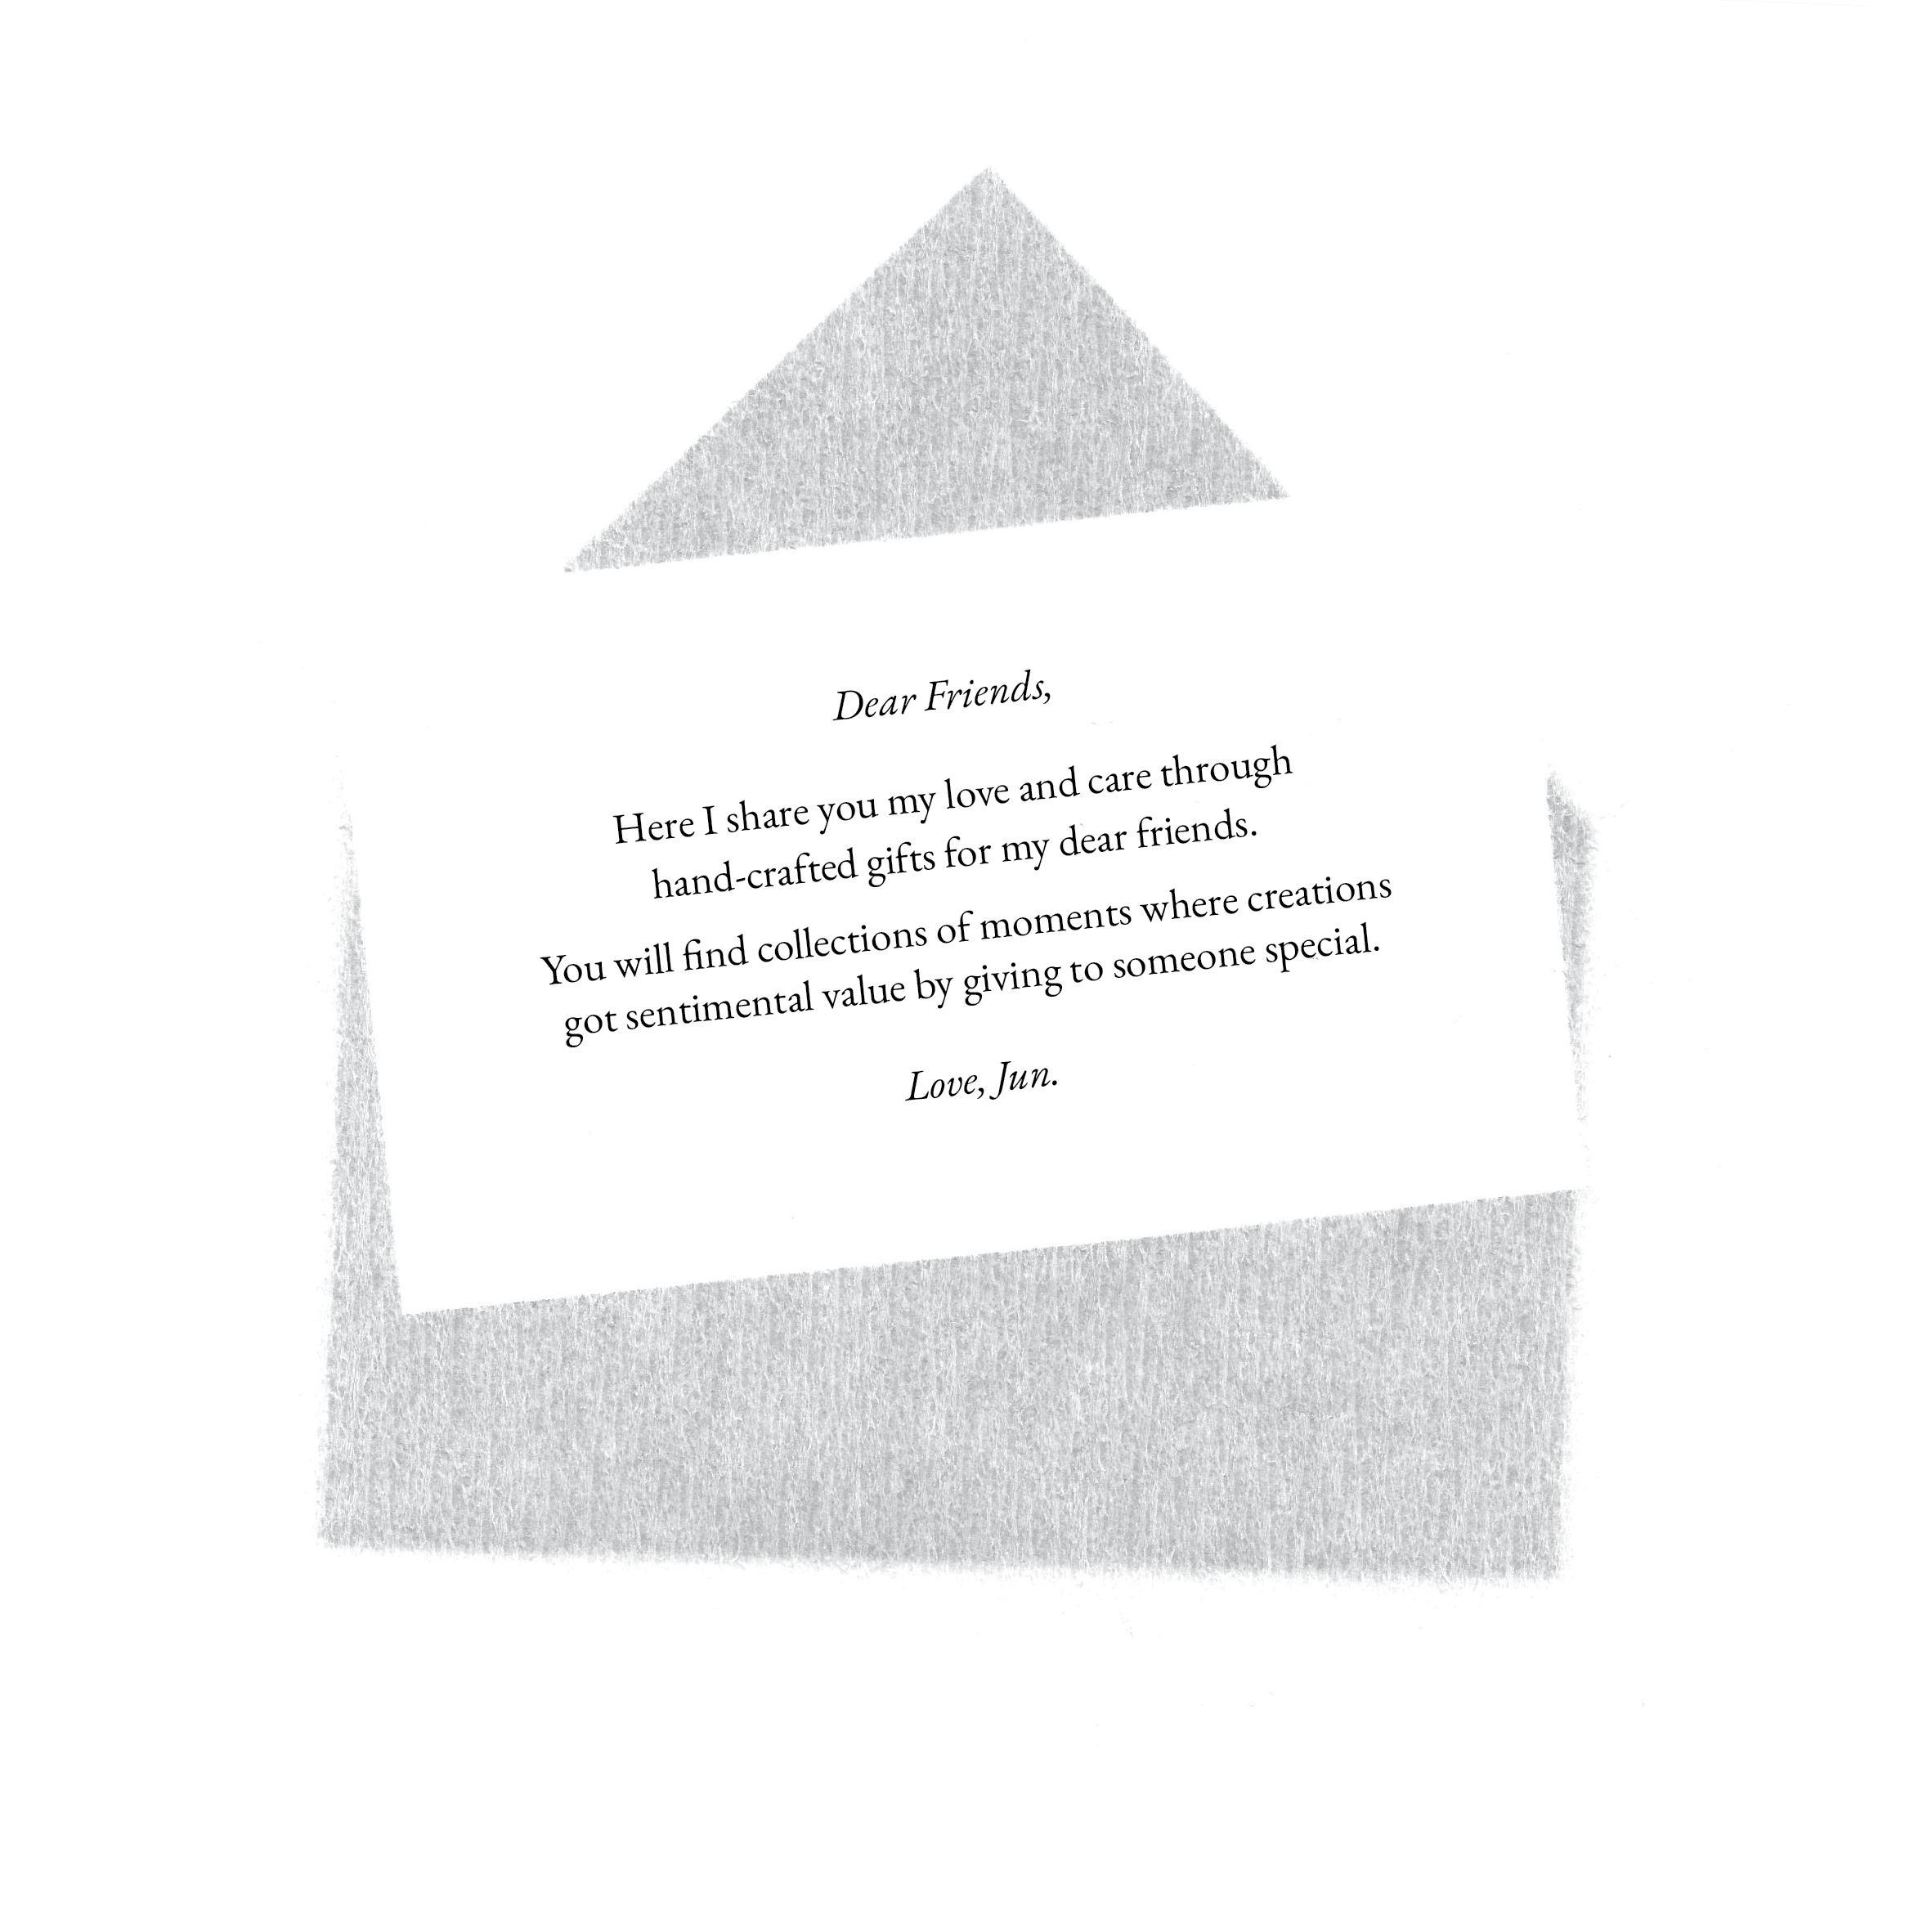 Dear Friends,
Here I share you my love and care through
hand-crafted gifts for my dear friends.
You will find collections of moments where creations
got sentimental value by giving to someone special.
Love, Jun.